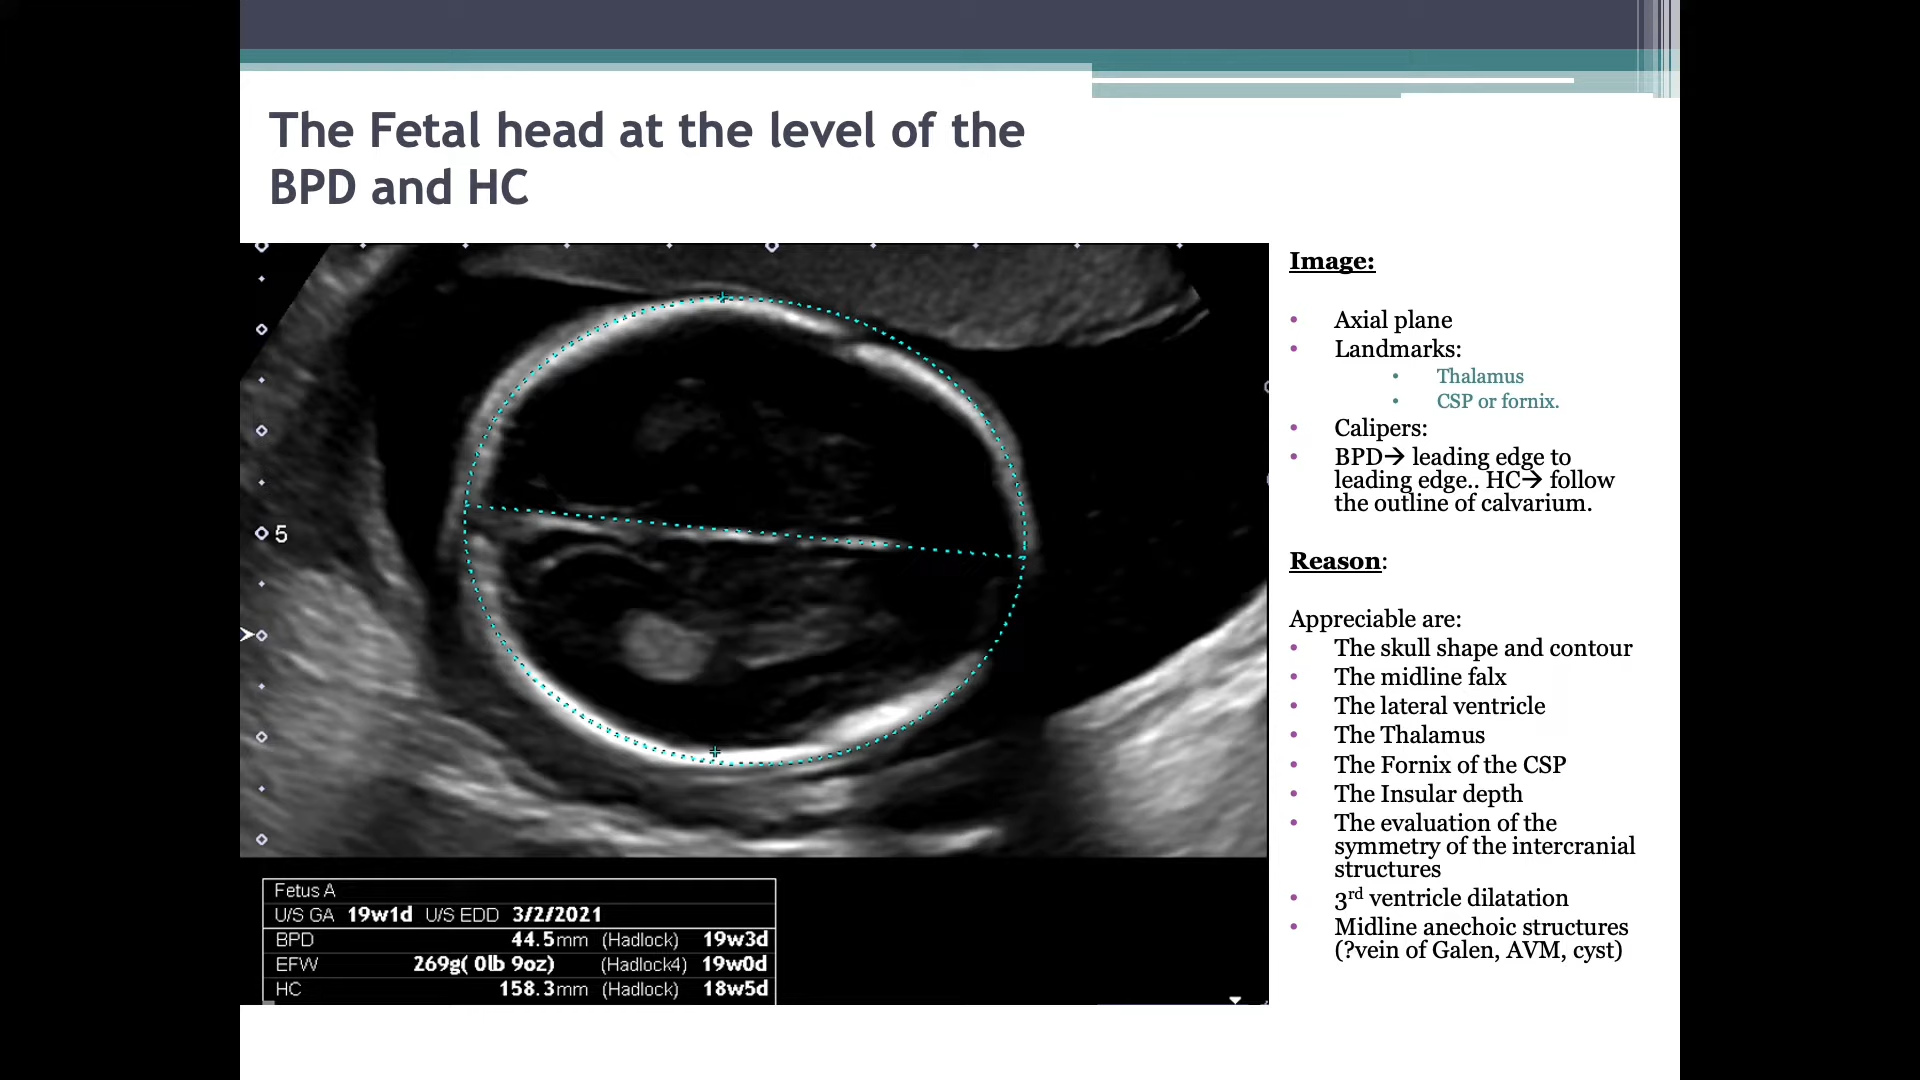 The Fetal head at the level of the
BPD and HC
5
Fetus A
U/S GA 19w1d U/S EDD 3/2/2021
BPD 44.5mm (Hadlock) 19w3d
EFW 269g( 0lb 9oz) (Hadlock4) 19w0d
HC 158.3mm (Hadlock) 18w5d
Image:
• Axial plane
• Landmarks:
• Thalamus
• CSP or fornix.
• Calipers:
• BPD→ leading edge to
leading edge.. HC→ follow
the outline of calvarium.
Reason:
Appreciable are:
• The skull shape and contour
• The midline falx
• The lateral ventricle
• The Thalamus
• The Fornix of the CSP
• The Insular depth
• The evaluation of the
symmetry of the intercranial
structures
• 3rd ventricle dilatation
• Midline anechoic structures
(?vein of Galen, AVM, cyst)